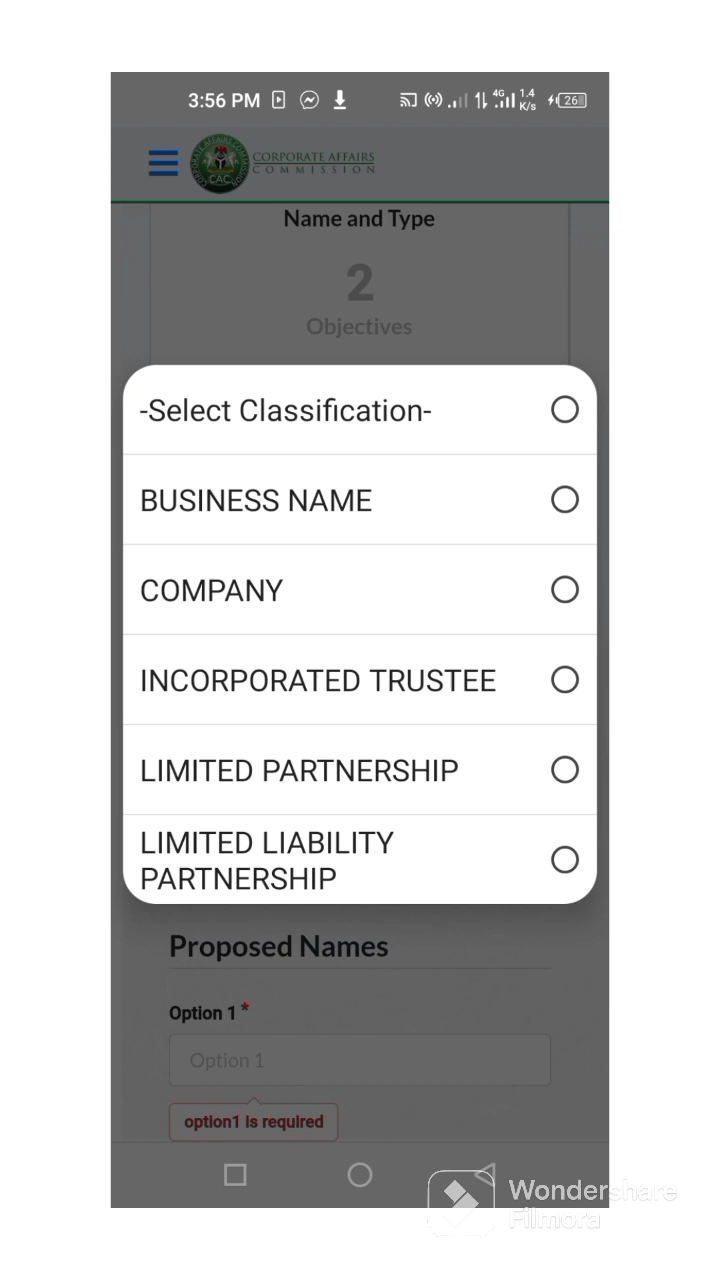 3:56 PM
4G 1.4 K/s 26
CORPORATE AFFAIRS
COMMISSION
CAC
Name and Type
2
Objectives
-Select Classification-
BUSINESS NAME
COMPANY
INCORPORATED TRUSTEE
LIMITED PARTNERSHIP
LIMITED LIABILITY
PARTNERSHIP
Proposed Names
Option 1 *
Option 1
option1 is required
Wondershare
Filmora